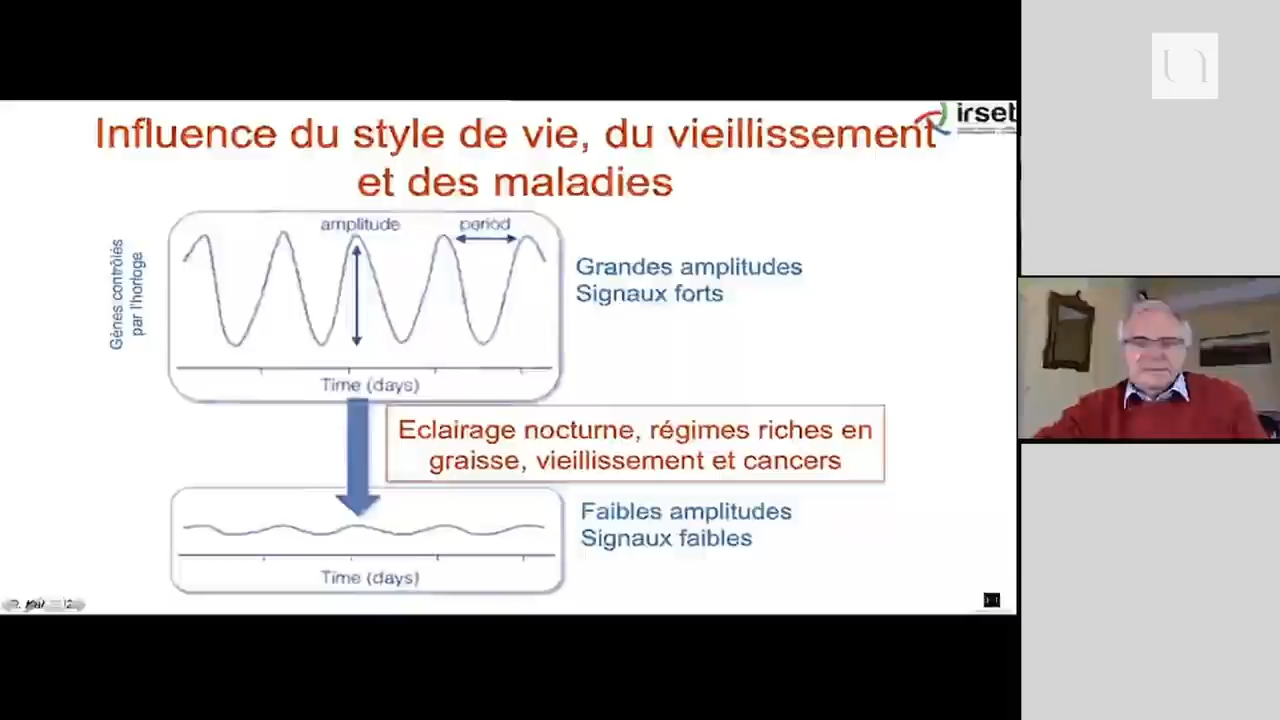 irset
Influence du style de vie, du vieillissement
et des maladies
amplitude
period
Gènes contrôlés
par l'horloge
Grandes amplitudes
Signaux forts
Time (days)
Eclairage nocturne, régimes riches en
graisse, vieillissement et cancers
Faibles amplitudes
Signaux faibles
Time (days)